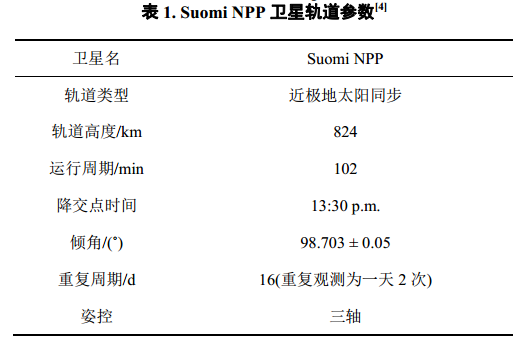 表 1. Suomi NPP 卫星轨道参数[4]
卫星名 Suomi NPP
轨道类型 近极地太阳同步
轨道高度/km 824
运行周期/min 102
降交点时间 13:30 p.m.
倾角/(˚) 98.703 ± 0.05
重复周期/d 16(重复观测为一天 2 次)
姿控 三轴